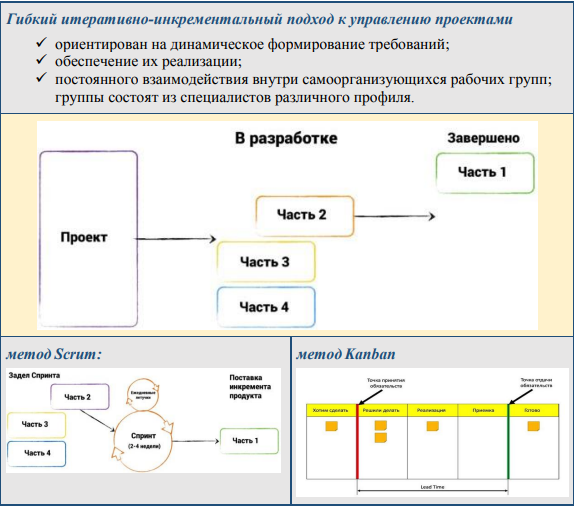 Гибкий итеративно-инкрементальный подход к управлению проектами
✓ ориентирован на динамическое формирование требований;
✓ обеспечение их реализации;
✓ постоянного взаимодействия внутри самоорганизующихся рабочих групп;
группы состоят из специалистов различного профиля.
В разработке
Завершено
Часть 1
Часть 2
Проект
Часть 3
Часть 4
метод Scrum:
Задел Спринта
Поставка
инкремента
продукта
Часть 2
Ежедневные
Часть 3
Часть 4
Спринт
(2-4 недели)
Часть 1
метод Kanban
Точка принятия
обязательств
Точка отдачи
обязательств
Хотим сделать
Решили делать
Реализация
Приемка
Готово
Lead Time